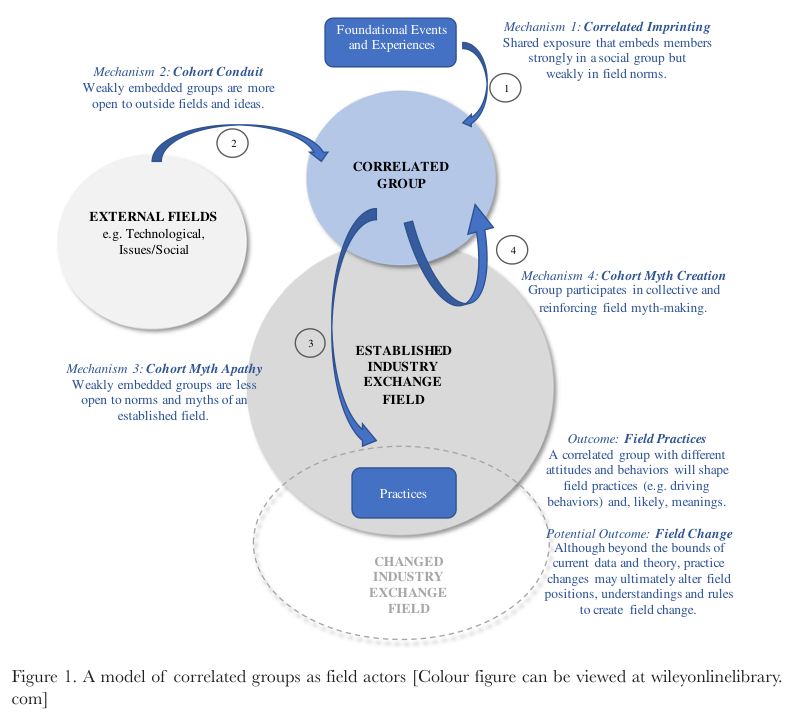 Foundational Events
and Experiences
Mechanism 1: Correlated Imprinting
Shared exposure that embeds members
strongly in a social group but
weakly in field norms.
1
Mechanism 2: Cohort Conduit
Weakly embedded groups are more
open to outside fields and ideas.
2
CORRELATED
GROUP
EXTERNAL FIELDS
e.g. Technological,
Issues/Social
4
Mechanism 4: Cohort Myth Creation
Group participates in collective and
reinforcing field myth-making.
3
ESTABLISHED
INDUSTRY
EXCHANGE
FIELD
Mechanism 3: Cohort Myth Apathy
Weakly embedded groups are less
open to norms and myths of an
established field.
Outcome: Field Practices
A correlated group with different
attitudes and behaviors will shape
field practices (e.g. driving
behaviors) and, likely, meanings.
Practices
Potential Outcome: Field Change
Although beyond the bounds of
current data and theory, practice
changes may ultimately alter field
positions, understandings and rules
to create field change.
CHANGED
INDUSTRY
EXCHANGE
FIELD
Figure 1. A model of correlated groups as field actors [Colour figure can be viewed at wileyonlinelibrary.
com]